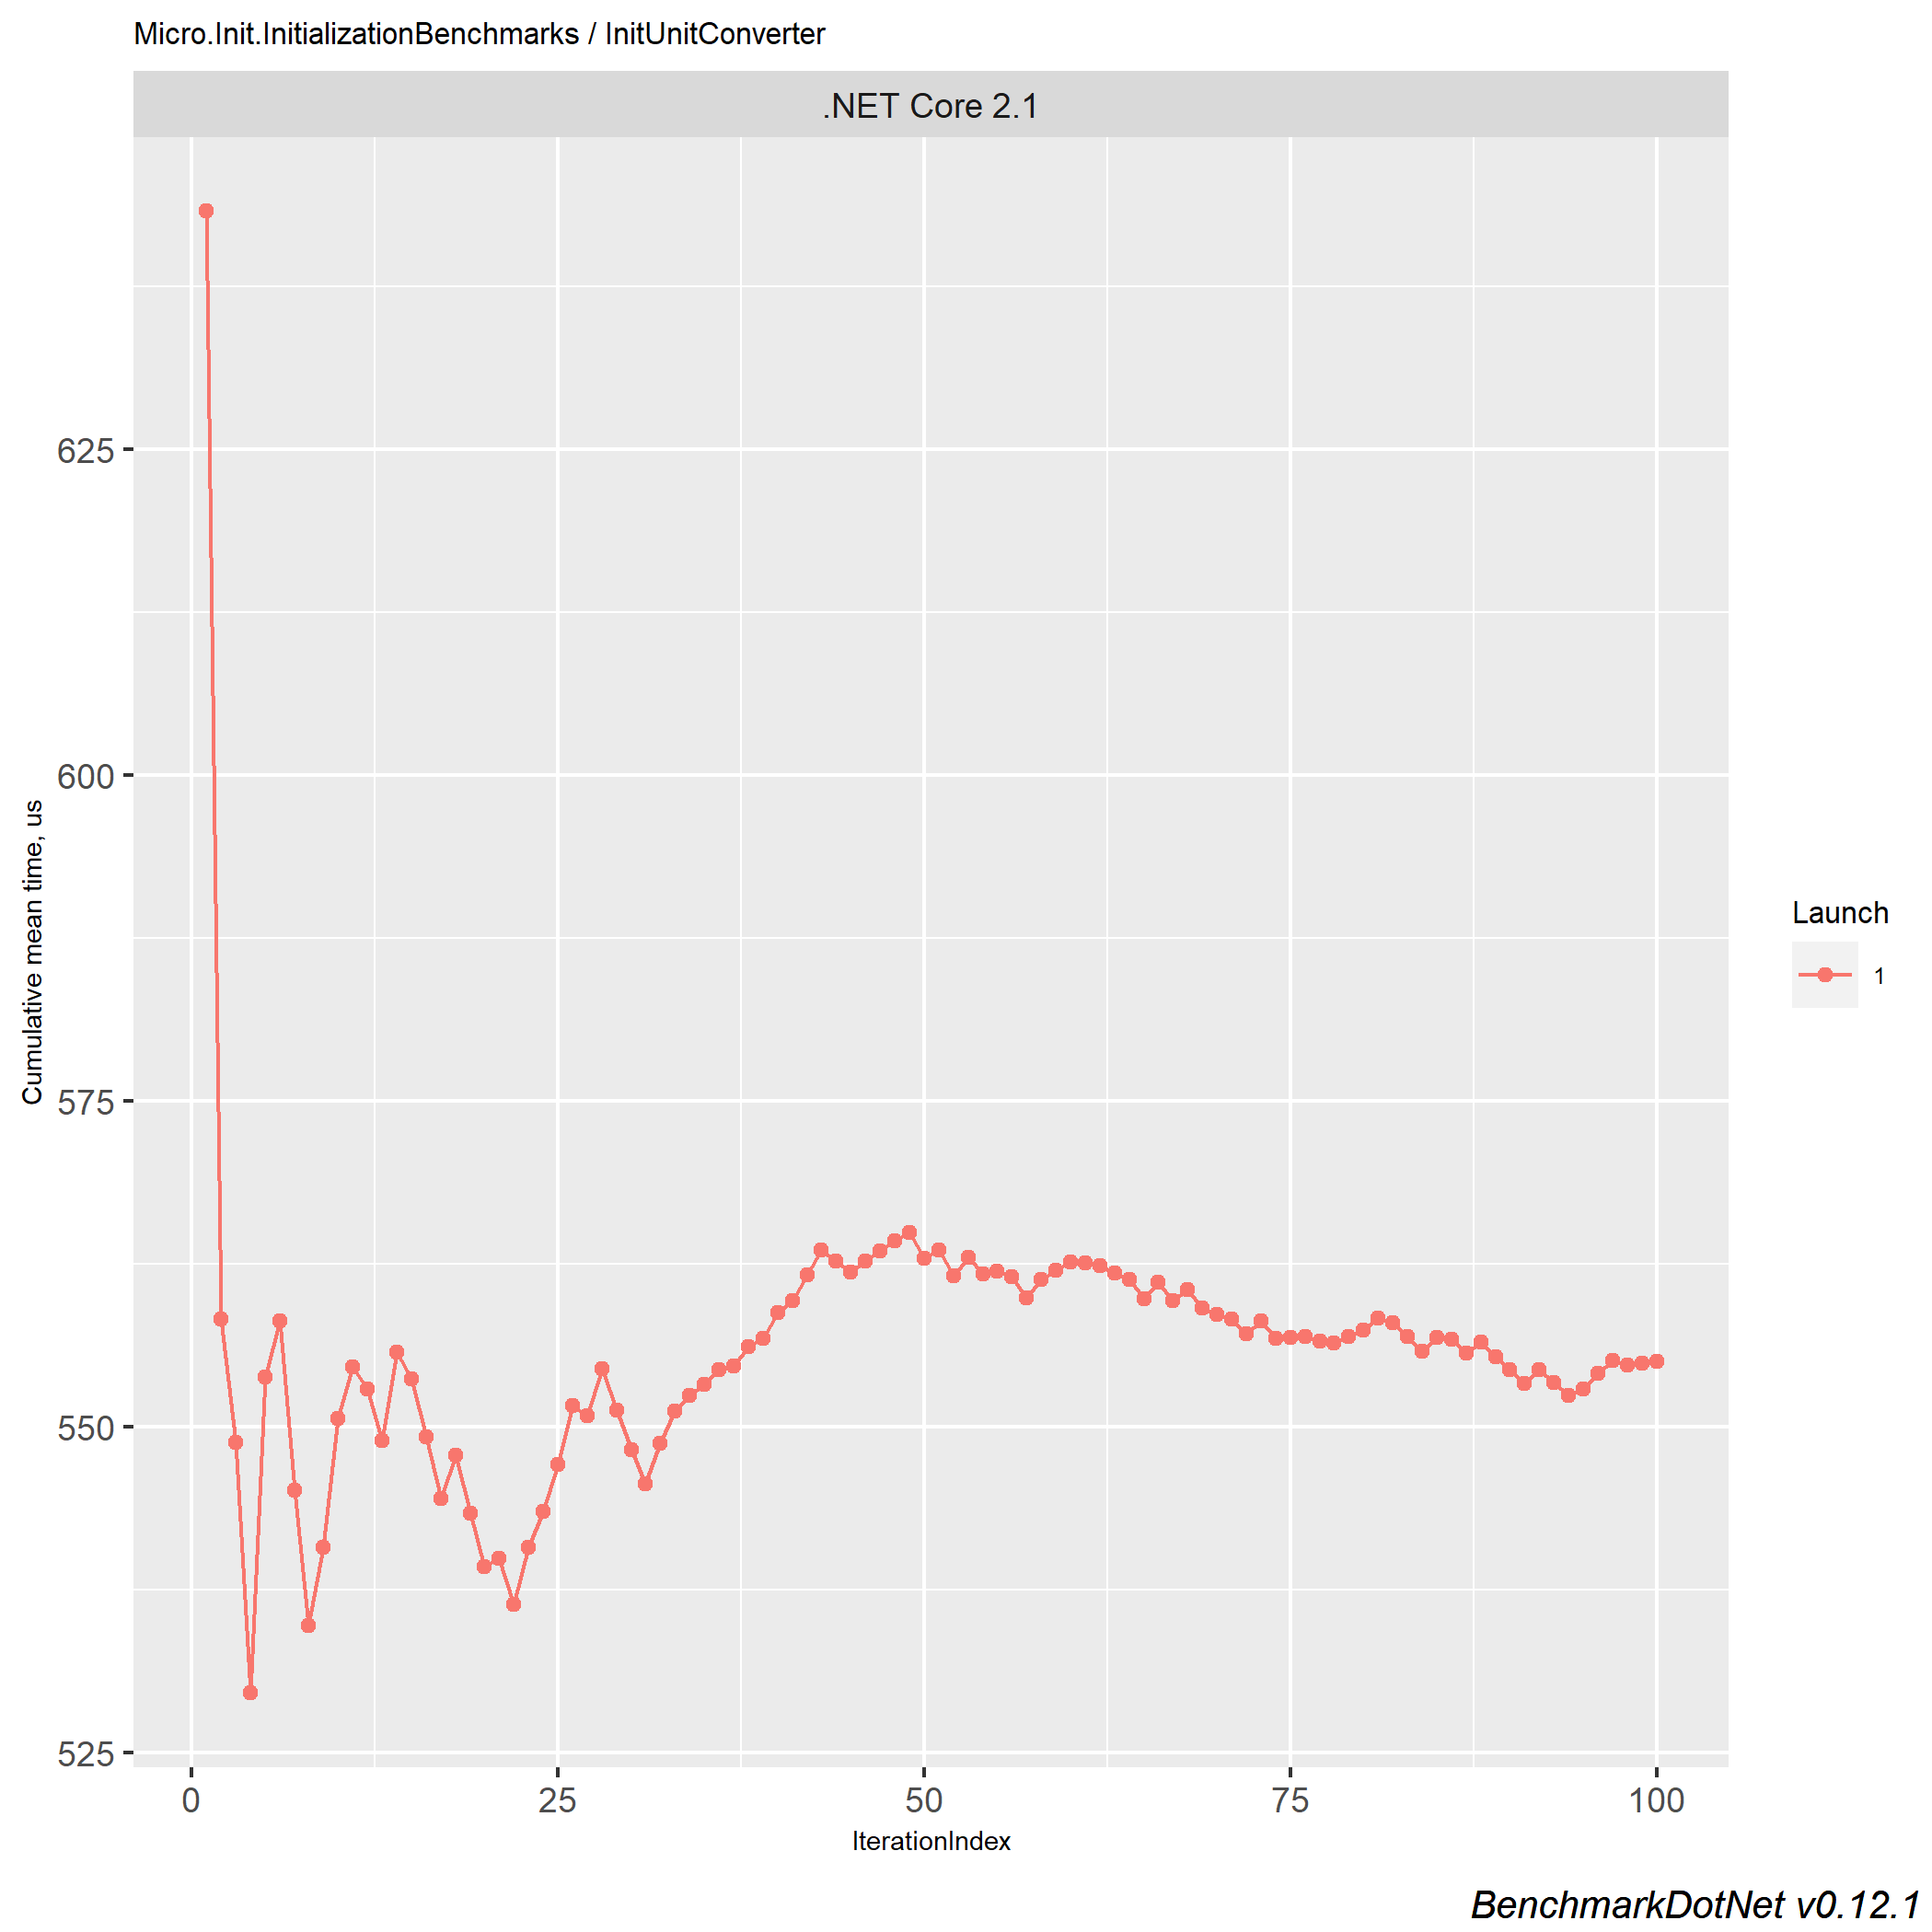 Micro.Init.InitializationBenchmarks / InitUnitConverter
.NET Core 2.1
625
600
575
550
525
Cumulative mean time, us
0 25 50 75 100
IterationIndex
Launch
1
BenchmarkDotNet v0.12.1